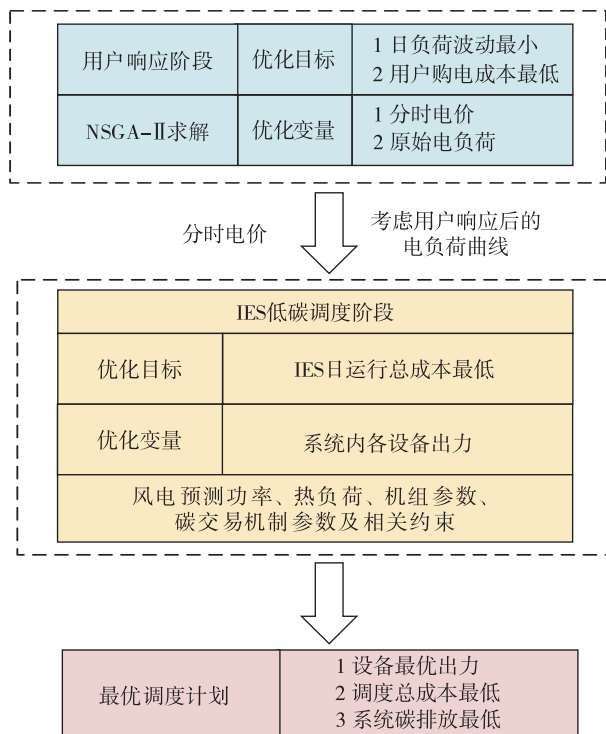 用户响应阶段
优化目标
1 日负荷波动最小
2 用户购电成本最低
NSGA-Ⅱ求解
优化变量
1 分时电价
2 原始电负荷
分时电价
考虑用户响应后的
电负荷曲线
IES低碳调度阶段
优化目标
IES日运行总成本最低
优化变量
系统内各设备出力
风电预测功率、热负荷、机组参数、
碳交易机制参数及相关约束
最优调度计划
1 设备最优出力
2 调度总成本最低
3 系统碳排放最低